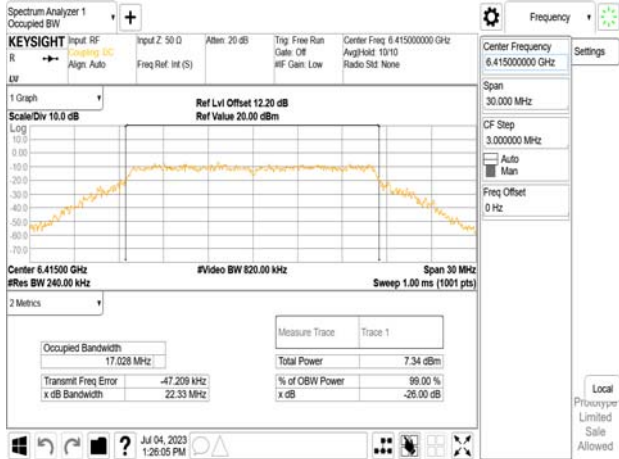 Spectrum Analyzer 1
Occupied BW
Frequency
KEYSIGHT
R
Input: RF
Coupling: DC
Align: Auto
Input Z: 50 Ω
Freq Ref: Int (S)
Atten: 20 dB
Trig: Free Run
Gate: Off
#IF Gain: Low
Center Freq: 6.415000000 GHz
Avg|Hold: 10/10
Radio Std: None
1 Graph
Scale/Div 10.0 dB
Ref Lvl Offset 12.20 dB
Ref Value 20.00 dBm
Log
10.0
0.00
-10.0
-20.0
-30.0
-40.0
-50.0
-60.0
-70.0
Center 6.41500 GHz
#Res BW 240.00 kHz
#Video BW 820.00 kHz
Span 30 MHz
Sweep 1.00 ms (1001 pts)
2 Metrics
Measure Trace
Trace 1
Occupied Bandwidth
17.028 MHz
Total Power
7.34 dBm
Transmit Freq Error
-47.209 kHz
% of OBW Power
99.00 %
x dB Bandwidth
22.33 MHz
x dB
-26.00 dB
Center Frequency
6.415000000 GHz
Settings
Span
30.000 MHz
CF Step
3.000000 MHz
Auto
Man
Freq Offset
0 Hz
Local
Prototype
Limited
Sale
Allowed
?
Jul 04, 2023
1:26:05 PM